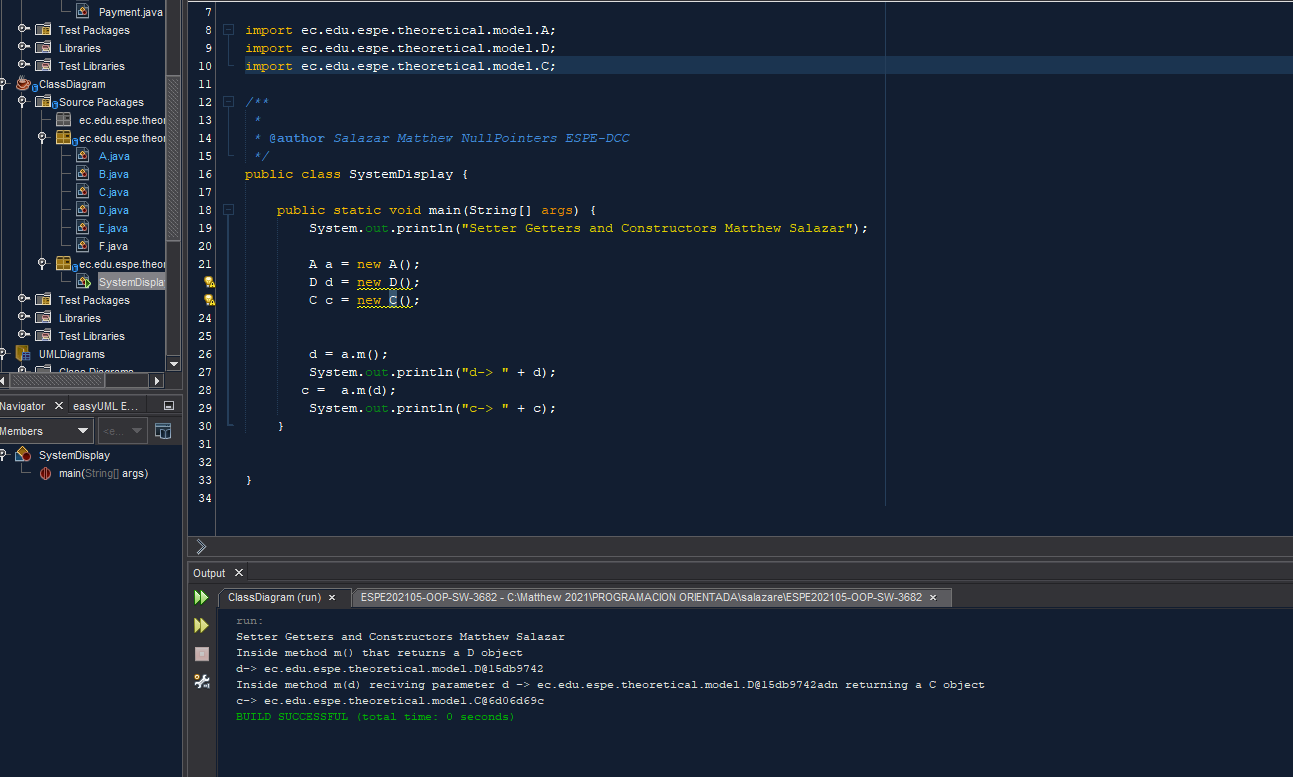 Payment.java
Test Packages
Libraries
Test Libraries
ClassDiagram
Source Packages
ec.edu.espe.theor
ec.edu.espe.theor
A.java
B.java
C.java
D.java
E.java
F.java
ec.edu.espe.theor
SystemDispla
Test Packages
Libraries
Test Libraries
UMLDiagrams
Class Diagrams
Navigator
easyUML E...
Members
<e...
SystemDisplay
main(String[] args)
7
8 import ec.edu.espe.theoretical.model.A;
9 import ec.edu.espe.theoretical.model.D;
10 import ec.edu.espe.theoretical.model.C;
11
12 /**
13 *
14 * @author Salazar Matthew NullPointers ESPE-DCC
15 */
16 public class SystemDisplay {
17
18 public static void main(String[] args) {
19 System.out.println("Setter Getters and Constructors Matthew Salazar");
20
21 A a = new A();
D d = new D();
C c = new C();
24
25
26 d = a.m();
27 System.out.println("d-> " + d);
28 c =  a.m(d);
29 System.out.println("c-> " + c);
30 }
31
32
33 }
34
Output
ClassDiagram (run)
ESPE202105-OOP-SW-3682 - C:\Matthew 2021\PROGRAMACION ORIENTADA\salazare\ESPE202105-OOP-SW-3682
run:
Setter Getters and Constructors Matthew Salazar
Inside method m() that returns a D object
d-> ec.edu.espe.theoretical.model.D@15db9742
Inside method m(d) reciving parameter d -> ec.edu.espe.theoretical.model.D@15db9742adn returning a C object
c-> ec.edu.espe.theoretical.model.C@6d06d69c
BUILD SUCCESSFUL (total time: 0 seconds)